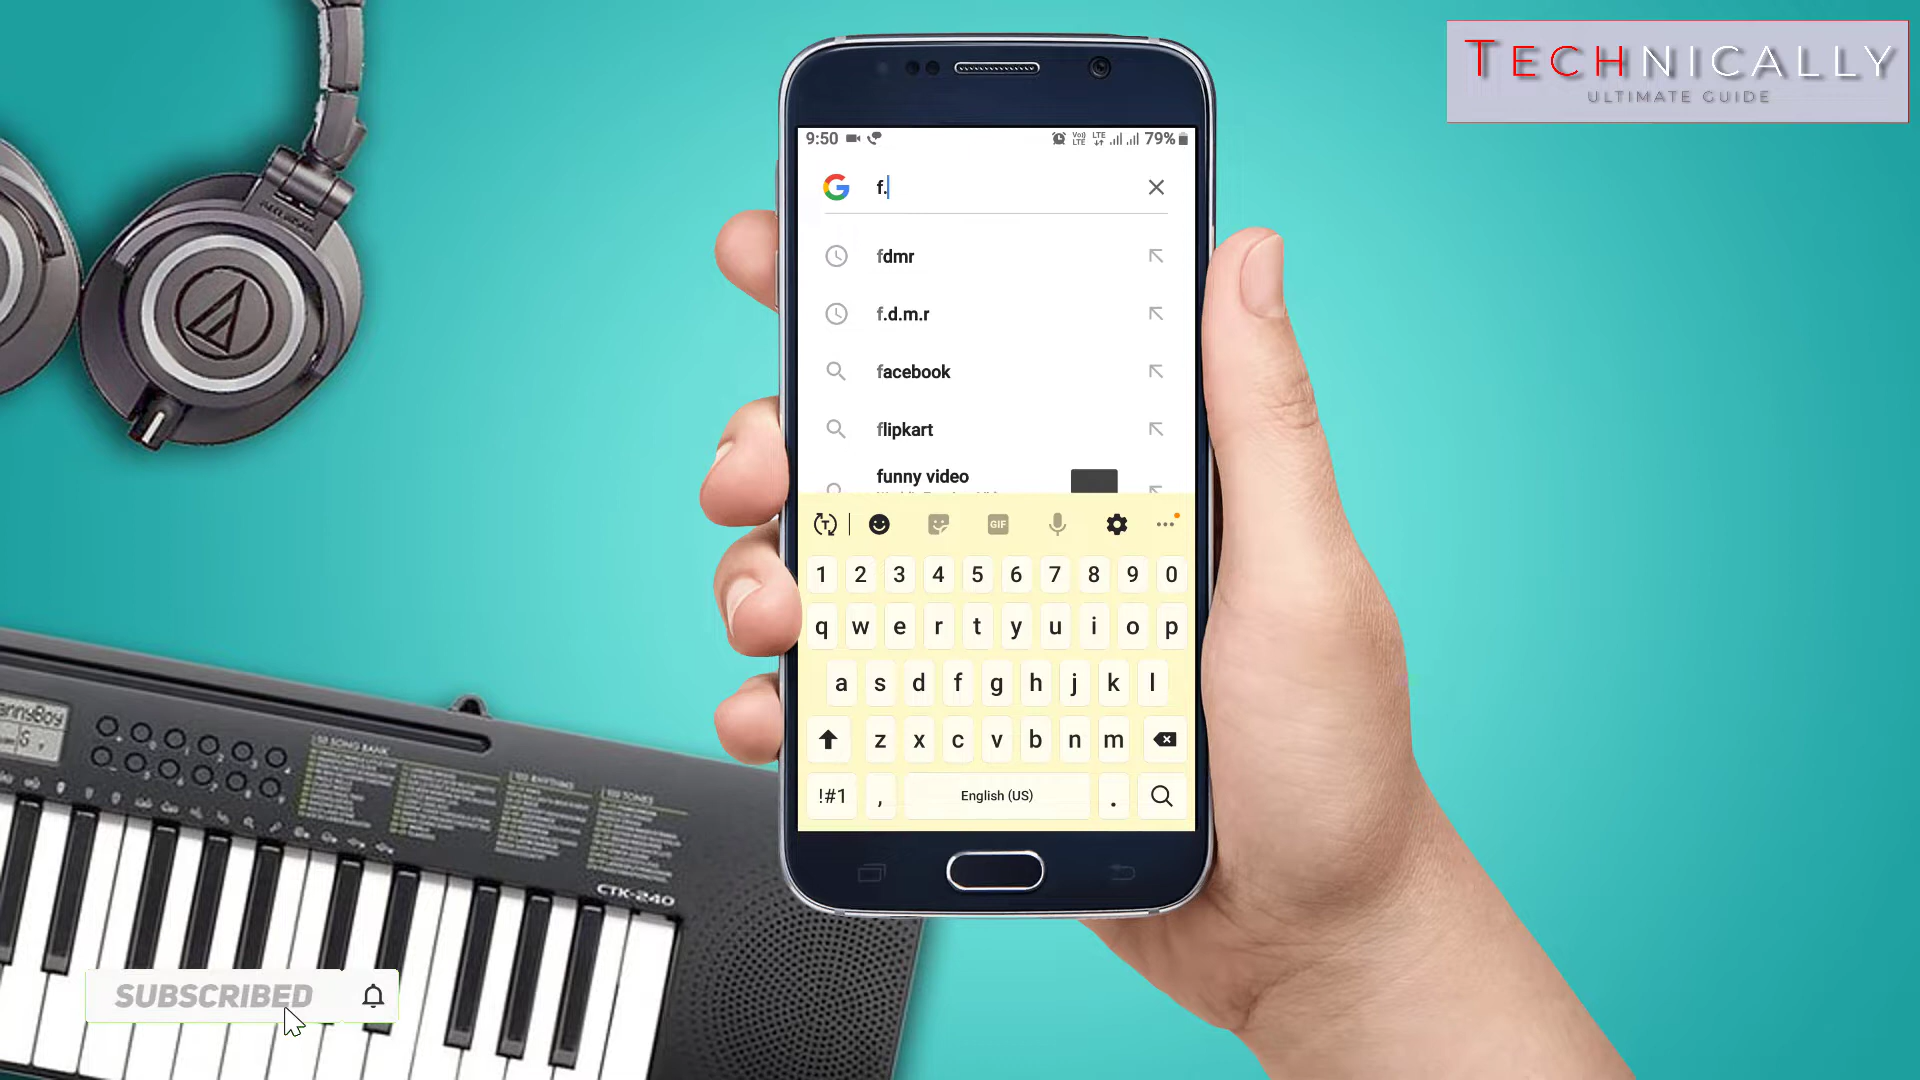 TECHNICALLY
ULTIMATE GUIDE
9:50 79%
f.
fdmr
f.d.m.r
facebook
flipkart
funny video
GIF
1 2 3 4 5 6 7 8 9 0
q w e r t y u i o p
a s d f g h j k l
z x c v b n m
!#1 , English (US) .
CTK-240
SUBSCRIBED